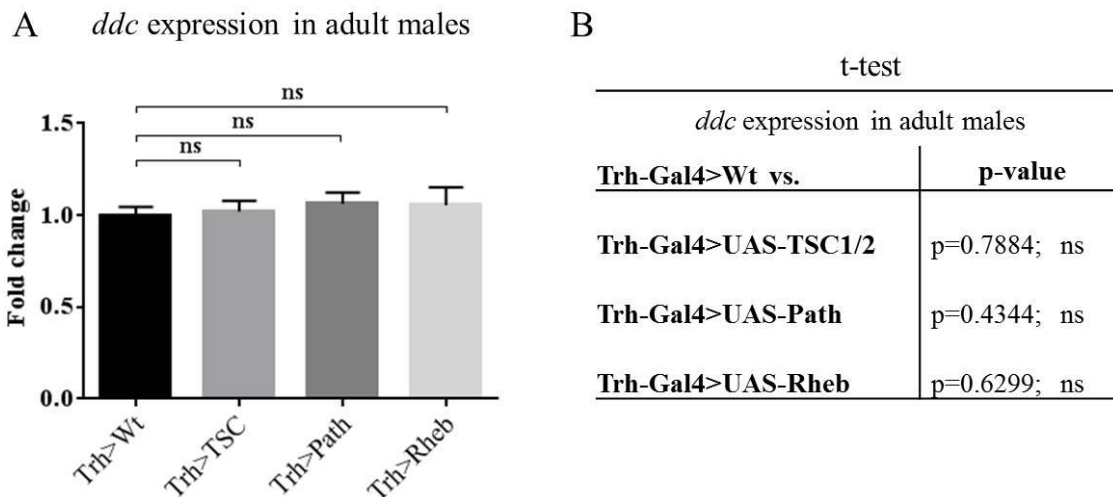 A
ddc expression in adult males
ns
ns
ns
Fold change
1.5
1.0
0.5
0.0
Trh>Wt
Trh>TSC
Trh>Path
Trh>Rheb
B
t-test
ddc expression in adult males
Trh-Gal4>Wt vs. p-value
Trh-Gal4>UAS-TSC1/2 p=0.7884; ns
Trh-Gal4>UAS-Path p=0.4344; ns
Trh-Gal4>UAS-Rheb p=0.6299; ns